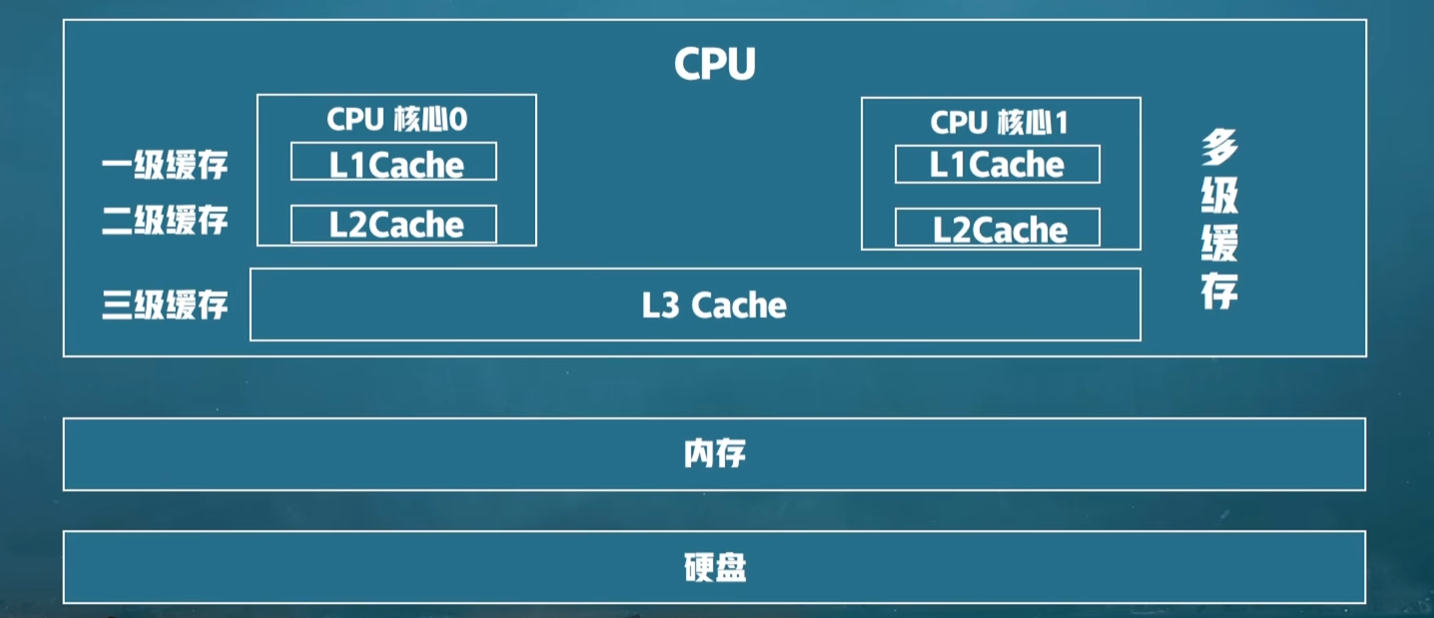 CPU
CPU 核心0
CPU 核心1
一级缓存
L1Cache
L1Cache
二级缓存
L2Cache
L2Cache
多级缓存
三级缓存
L3 Cache
内存
硬盘